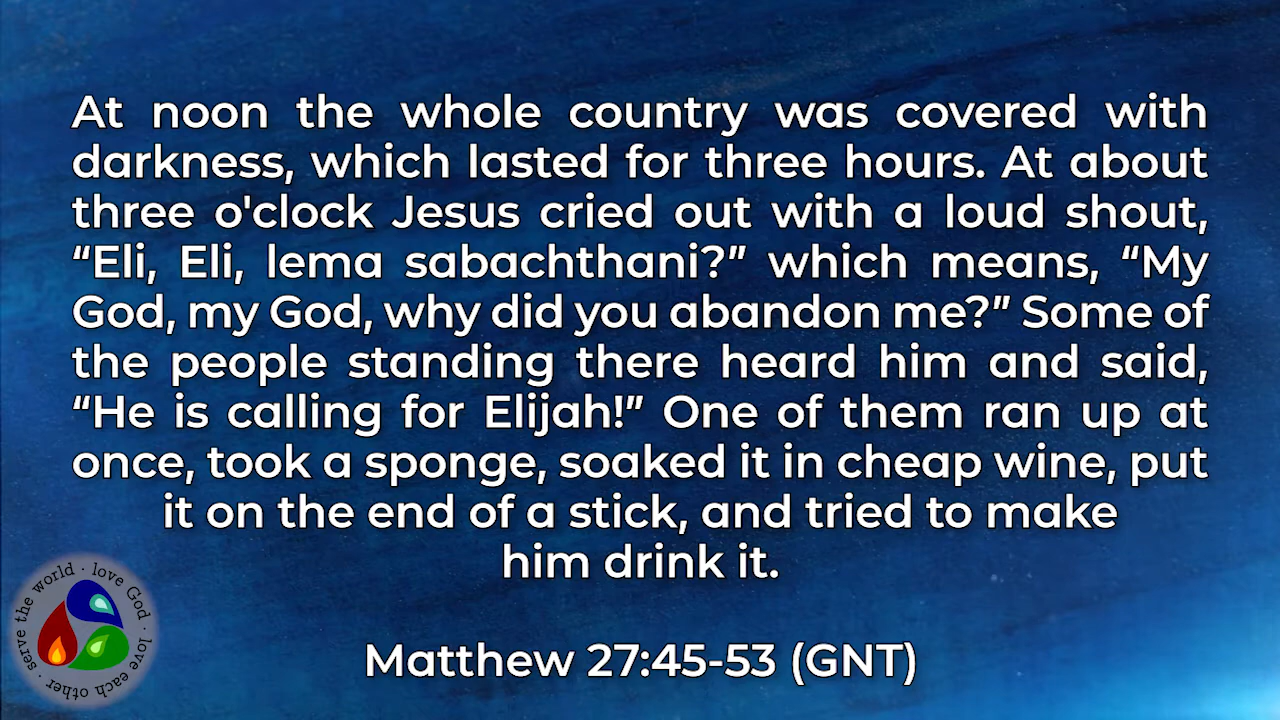 At noon the whole country was covered with
darkness, which lasted for three hours. At about
three o'clock Jesus cried out with a loud shout,
“Eli, Eli, lema sabachthani?” which means, “My
God, my God, why did you abandon me?” Some of
the people standing there heard him and said,
“He is calling for Elijah!” One of them ran up at
once, took a sponge, soaked it in cheap wine, put
it on the end of a stick, and tried to make
him drink it.
Matthew 27:45-53 (GNT)
love God · love each other · serve the world ·